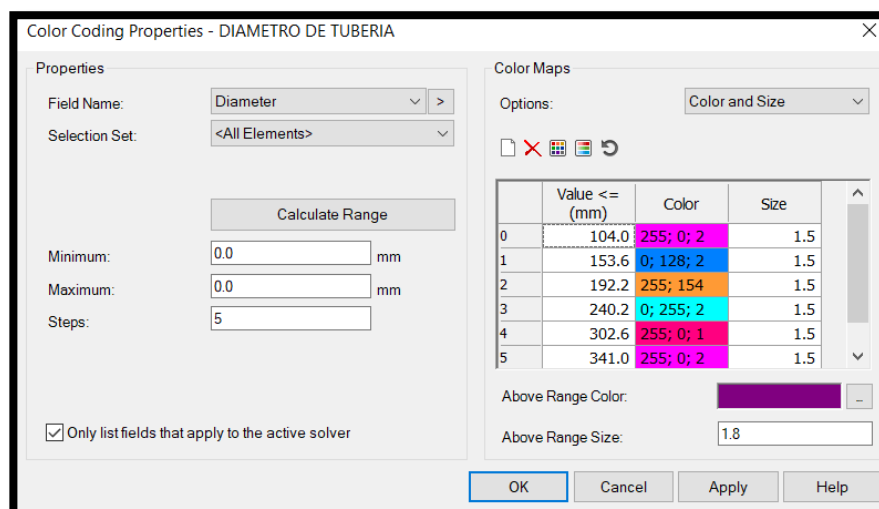 Color Coding Properties - DIAMETRO DE TUBERIA
Properties
Field Name: Diameter >
Selection Set: <All Elements>
Calculate Range
Minimum: 0.0 mm
Maximum: 0.0 mm
Steps: 5
Only list fields that apply to the active solver
Color Maps
Options: Color and Size
Value <= (mm) Color Size
0 104.0 255; 0; 2 1.5
1 153.6 0; 128; 2 1.5
2 192.2 255; 154 1.5
3 240.2 0; 255; 2 1.5
4 302.6 255; 0; 1 1.5
5 341.0 255; 0; 2 1.5
Above Range Color: ...
Above Range Size: 1.8
OK Cancel Apply Help